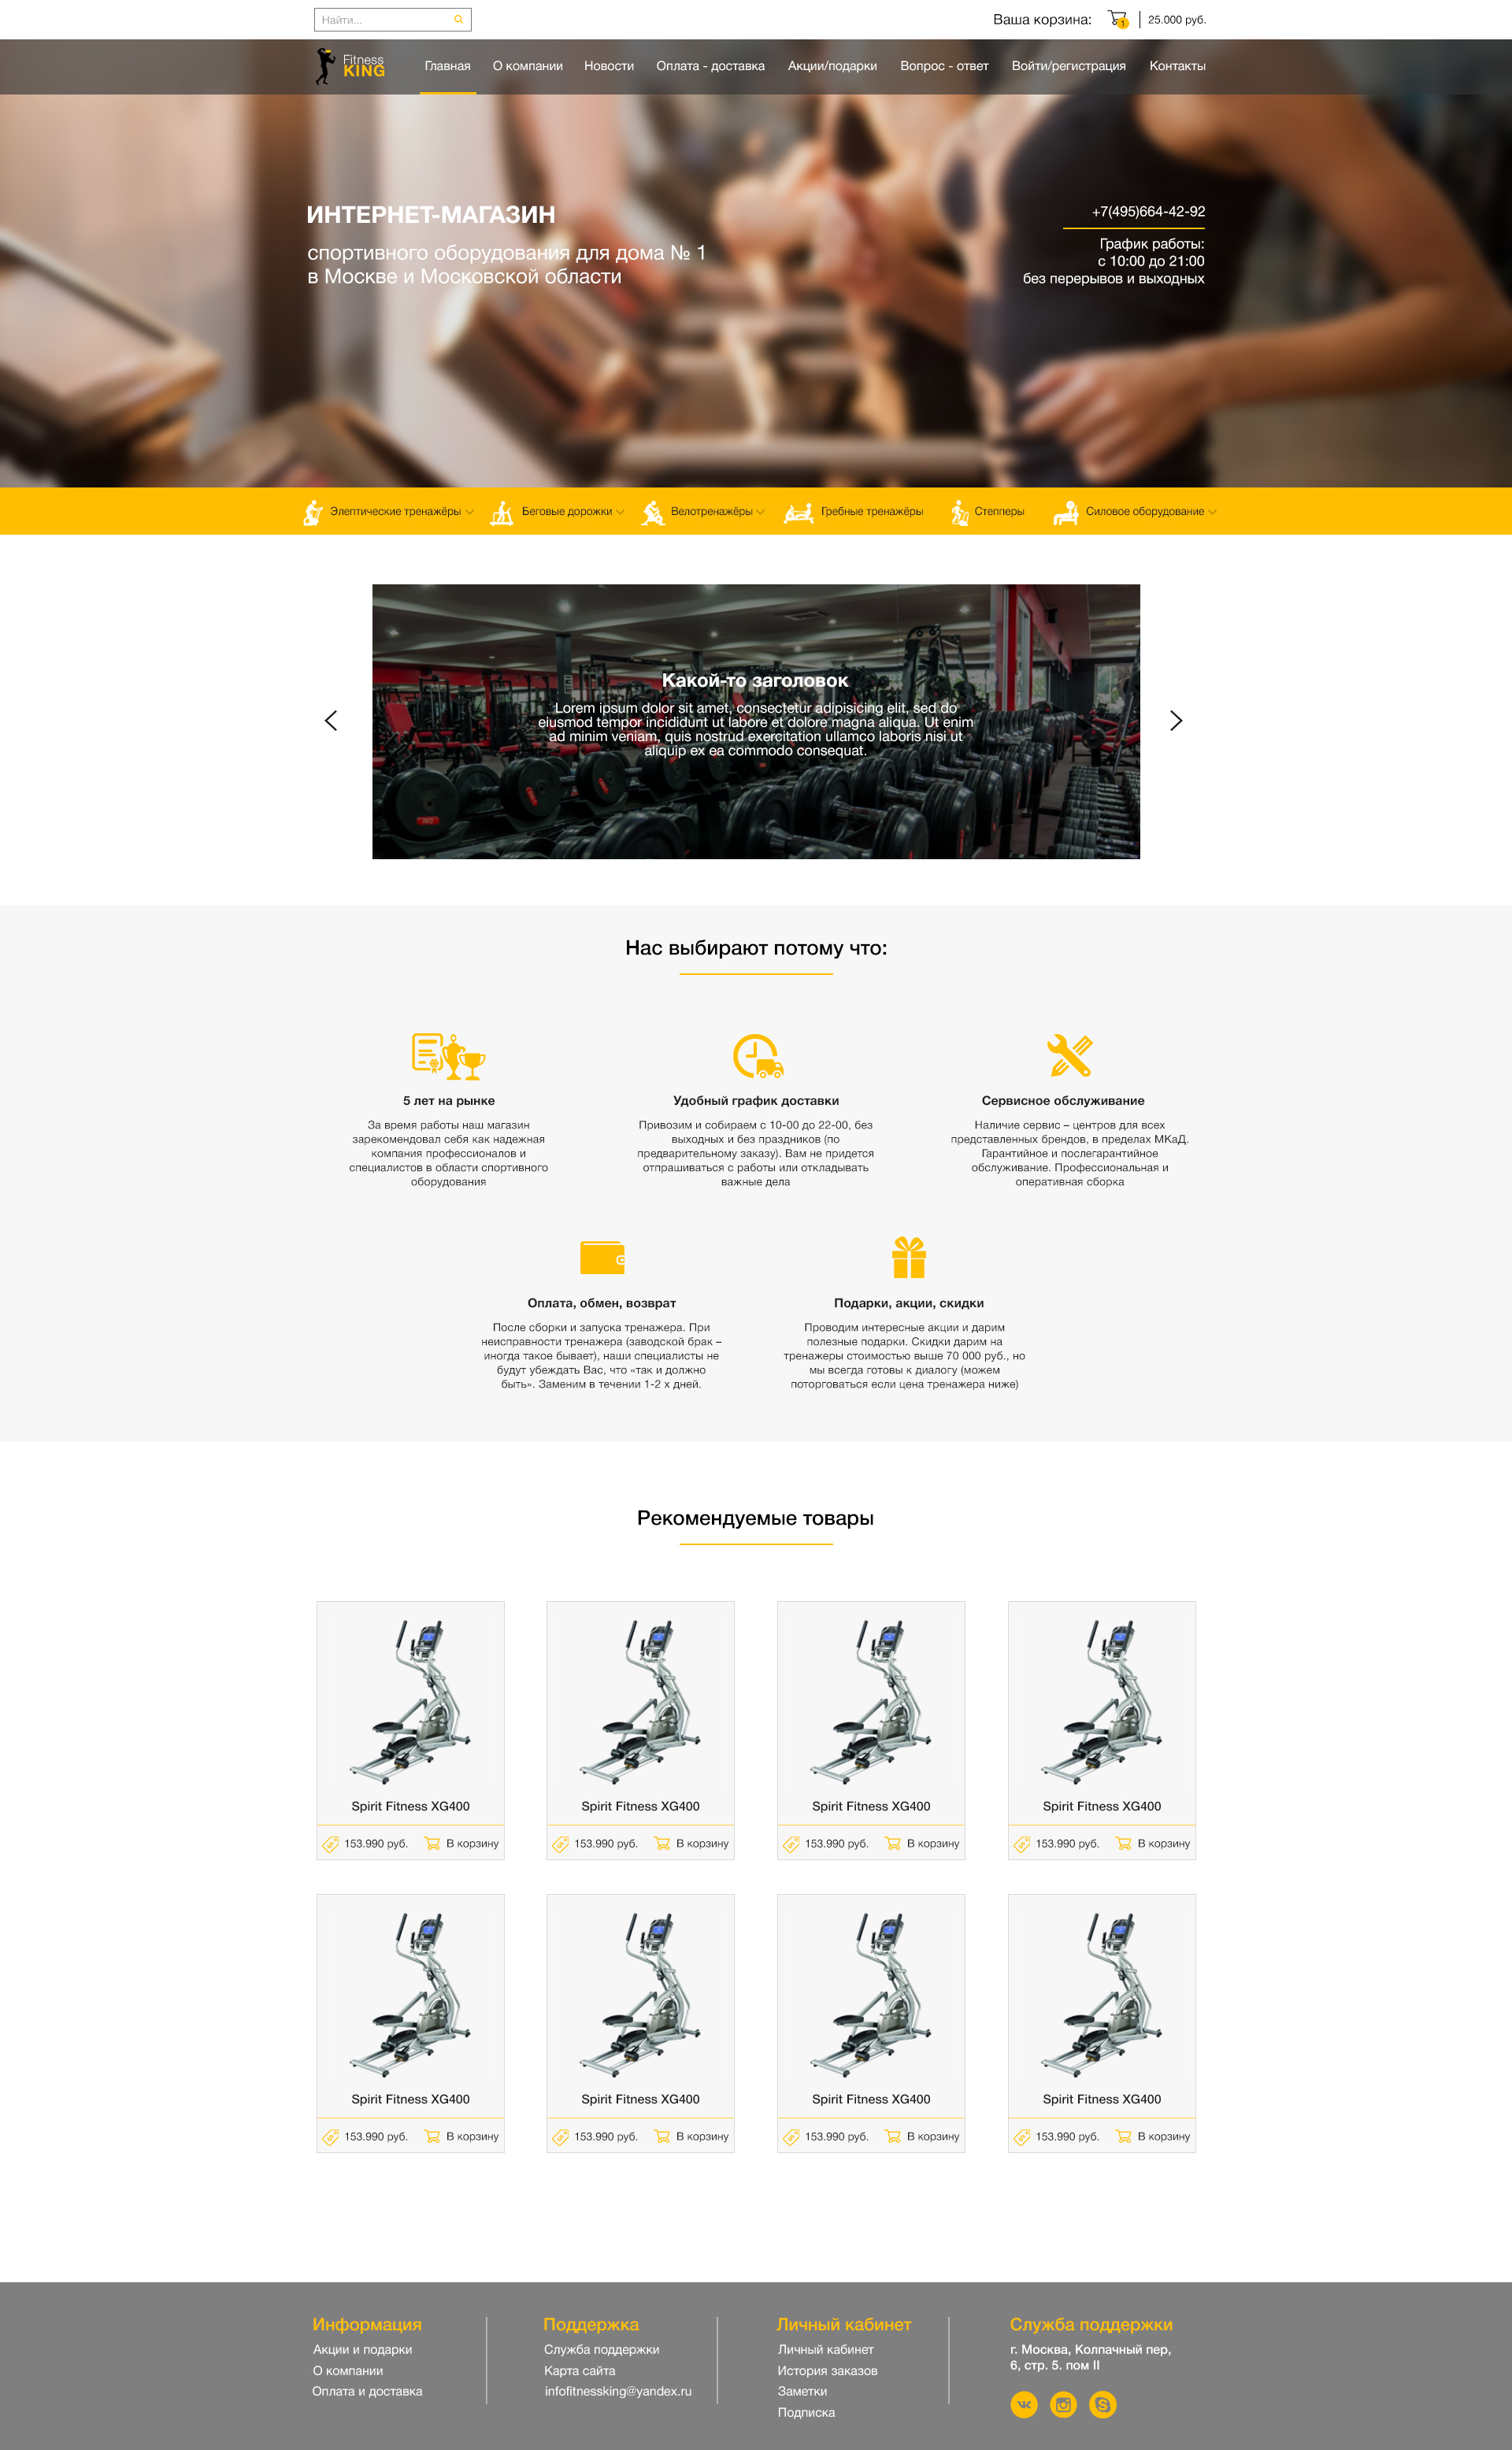 Найти...
Ваша корзина:
1
25.000 руб.
Fitness
KING
Главная
О компании
Новости
Оплата - доставка
Акции/подарки
Вопрос - ответ
Войти/регистрация
Контакты
ИНТЕРНЕТ-МАГАЗИН
спортивного оборудования для дома № 1
в Москве и Московской области
+7(495)664-42-92
График работы:
с 10:00 до 21:00
без перерывов и выходных
Элептические тренажёры
Беговые дорожки
Велотренажёры
Гребные тренажёры
Степперы
Силовое оборудование
Какой-то заголовок
Lorem ipsum dolor sit amet, consectetur adipisicing elit, sed do
eiusmod tempor incididunt ut labore et dolore magna aliqua. Ut enim
ad minim veniam, quis nostrud exercitation ullamco laboris nisi ut
aliquip ex ea commodo consequat.
Нас выбирают потому что:
5 лет на рынке
За время работы наш магазин
зарекомендовал себя как надежная
компания профессионалов и
специалистов в области спортивного
оборудования
Удобный график доставки
Привозим и собираем с 10-00 до 22-00, без
выходных и без праздников (по
предварительному заказу). Вам не придется
отпрашиваться с работы или откладывать
важные дела
Сервисное обслуживание
Наличие сервис – центров для всех
представленных брендов, в пределах МКаД.
Гарантийное и послегарантийное
обслуживание. Профессиональная и
оперативная сборка
Оплата, обмен, возврат
После сборки и запуска тренажера. При
неисправности тренажера (заводской брак –
иногда такое бывает), наши специалисты не
будут убеждать Вас, что «так и должно
быть». Заменим в течении 1-2 х дней.
Подарки, акции, скидки
Проводим интересные акции и дарим
полезные подарки. Скидки дарим на
тренажеры стоимостью выше 70 000 руб., но
мы всегда готовы к диалогу (можем
поторговаться если цена тренажера ниже)
Рекомендуемые товары
Spirit Fitness XG400
153.990 руб.
В корзину
Spirit Fitness XG400
153.990 руб.
В корзину
Spirit Fitness XG400
153.990 руб.
В корзину
Spirit Fitness XG400
153.990 руб.
В корзину
Spirit Fitness XG400
153.990 руб.
В корзину
Spirit Fitness XG400
153.990 руб.
В корзину
Spirit Fitness XG400
153.990 руб.
В корзину
Spirit Fitness XG400
153.990 руб.
В корзину
Информация
Акции и подарки
О компании
Оплата и доставка
Поддержка
Служба поддержки
Карта сайта
infofitnessking@yandex.ru
Личный кабинет
Личный кабинет
История заказов
Заметки
Подписка
Служба поддержки
г. Москва, Колпачный пер,
6, стр. 5. пом II